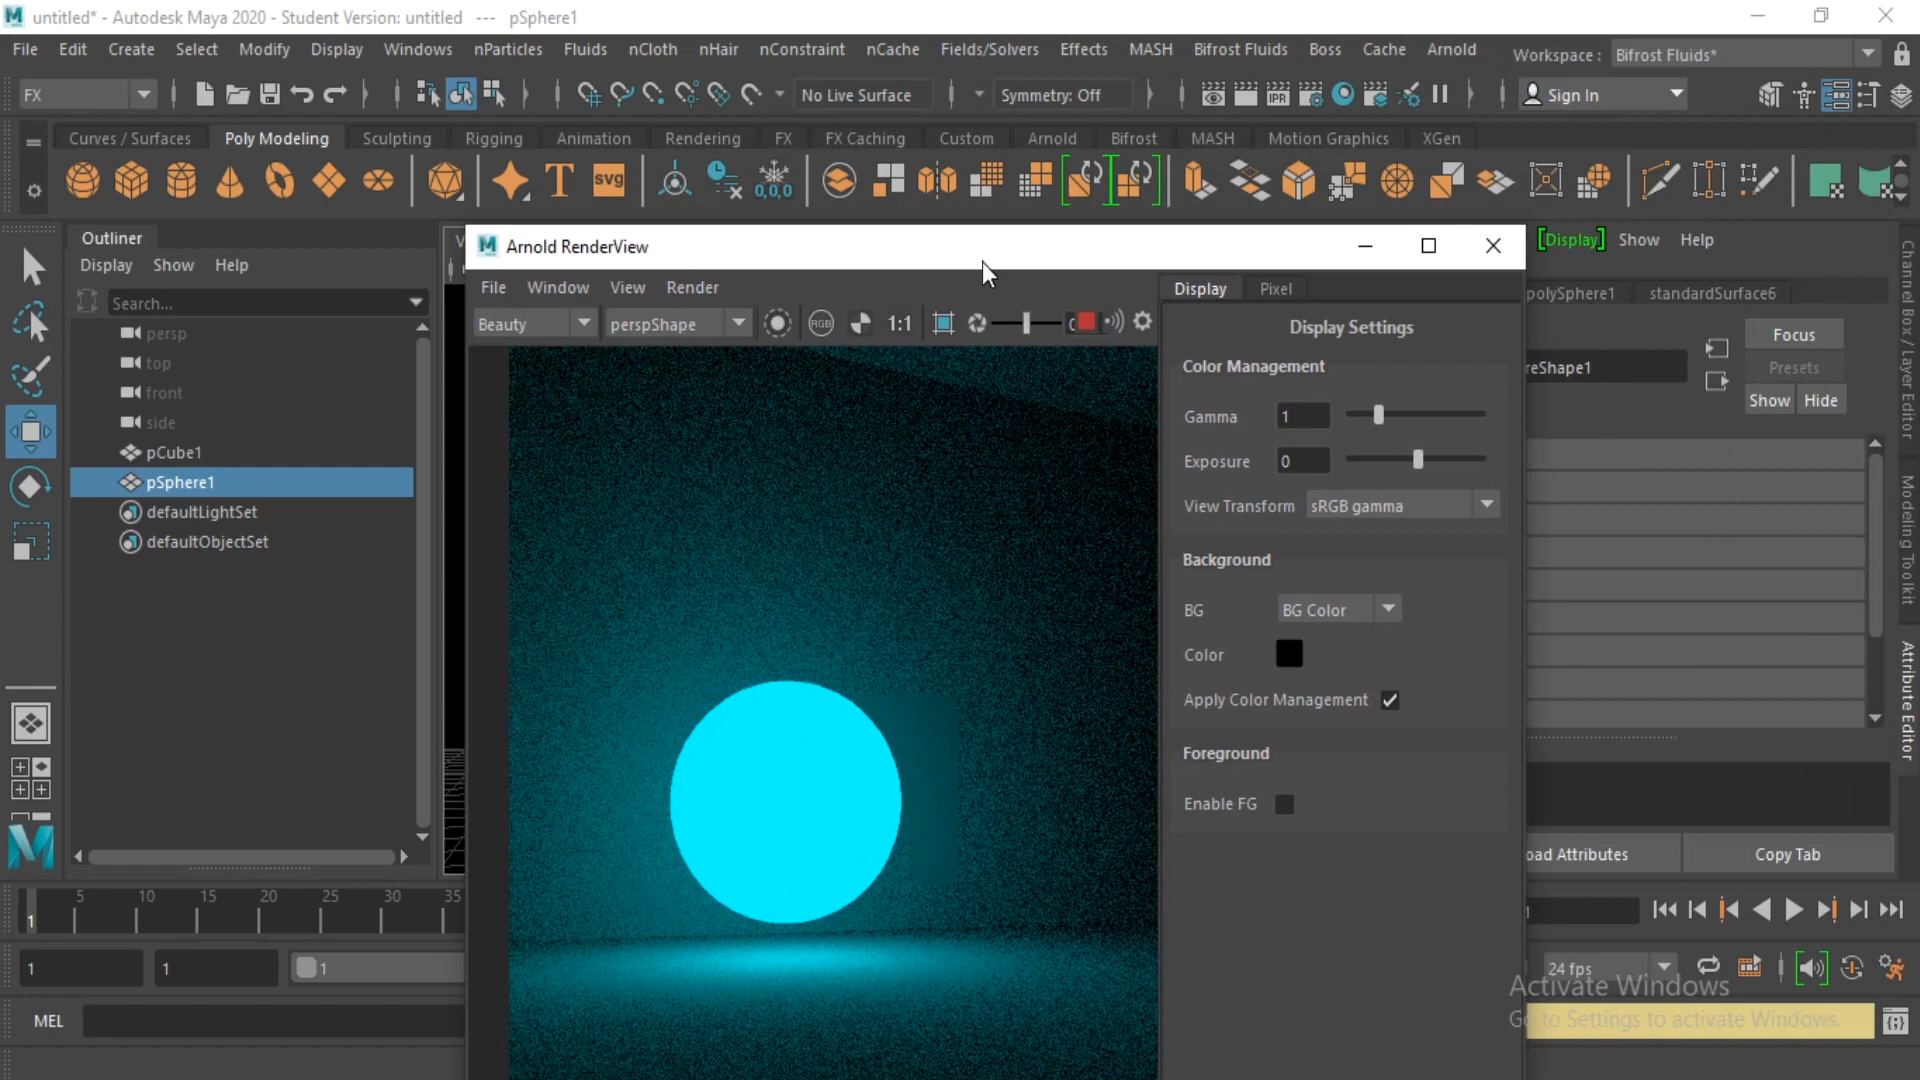 untitled* - Autodesk Maya 2020 - Student Version: untitled --- pSphere1
File Edit Create Select Modify Display Windows nParticles Fluids nCloth nHair nConstraint nCache Fields/Solvers Effects MASH Bifrost Fluids Boss Cache Arnold Workspace : Bifrost Fluids*
FX No Live Surface Symmetry: Off IPR Sign In
Curves / Surfaces Poly Modeling Sculpting Rigging Animation Rendering FX FX Caching Custom Arnold Bifrost MASH Motion Graphics XGen
T SVG 0,0,0
Outliner
Display Show Help
Search...
persp
top
front
side
pCube1
pSphere1
defaultLightSet
defaultObjectSet
Arnold RenderView
File Window View Render
Beauty perspShape RGB 1:1
Display Pixel
Display Settings
Color Management
Gamma 1
Exposure 0
View Transform sRGB gamma
Background
BG BG Color
Color
Apply Color Management
Foreground
Enable FG
[Display] Show Help
polySphere1 standardSurface6
Focus
reShape1
Presets
Show Hide
Channel Box / Layer Editor
Modeling Toolkit
Attribute Editor
oad Attributes Copy Tab
5 10 15 20 25 30 35
1
1 1 1
24 fps
Activate Windows
Go to Settings to activate Windows.
MEL